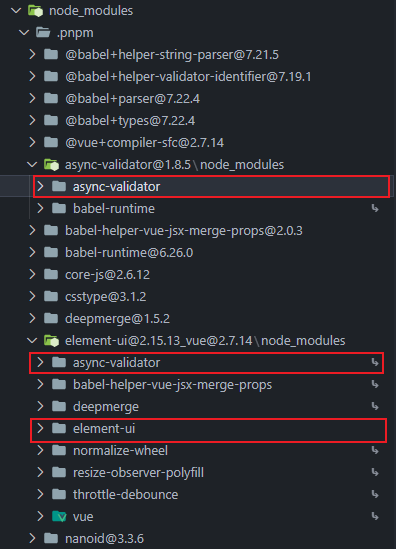 node_modules
.pnpm
@babel+helper-string-parser@7.21.5
@babel+helper-validator-identifier@7.19.1
@babel+parser@7.22.4
@babel+types@7.22.4
@vue+compiler-sfc@2.7.14
async-validator@1.8.5\node_modules
async-validator
babel-runtime
babel-helper-vue-jsx-merge-props@2.0.3
babel-runtime@6.26.0
core-js@2.6.12
csstype@3.1.2
deepmerge@1.5.2
element-ui@2.15.13_vue@2.7.14\node_modules
async-validator
babel-helper-vue-jsx-merge-props
deepmerge
element-ui
normalize-wheel
resize-observer-polyfill
throttle-debounce
vue
nanoid@3.3.6